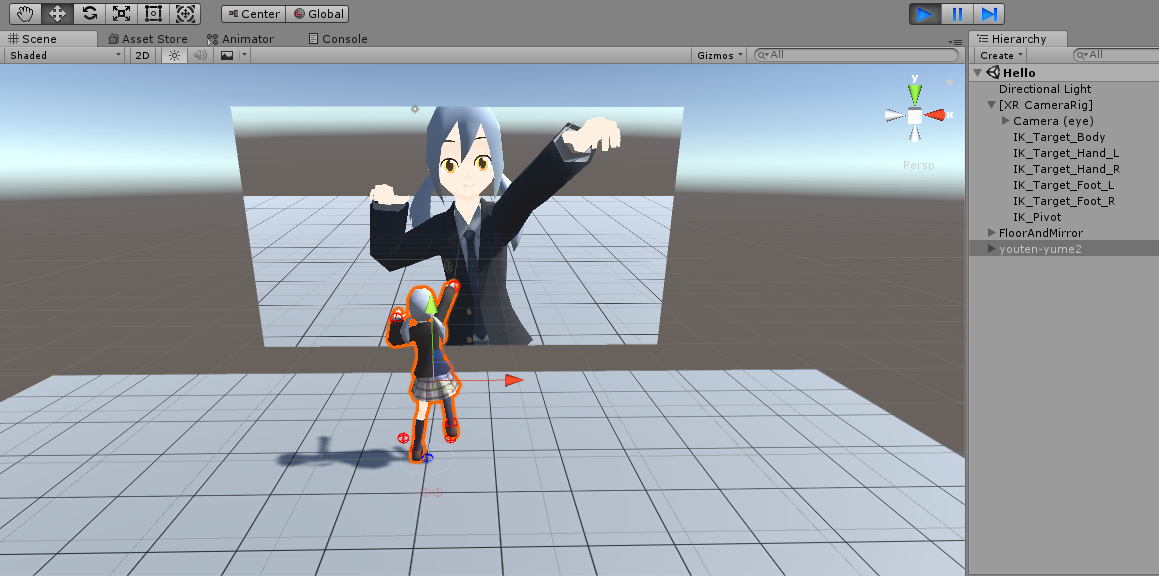 Center Global
Scene Asset Store Animator Console
Shaded 2D Gizmos All
y
x
Persp
Hierarchy
Create All
Hello
Directional Light
[XR CameraRig]
Camera (eye)
IK_Target_Body
IK_Target_Hand_L
IK_Target_Hand_R
IK_Target_Foot_L
IK_Target_Foot_R
IK_Pivot
FloorAndMirror
youten-yume2